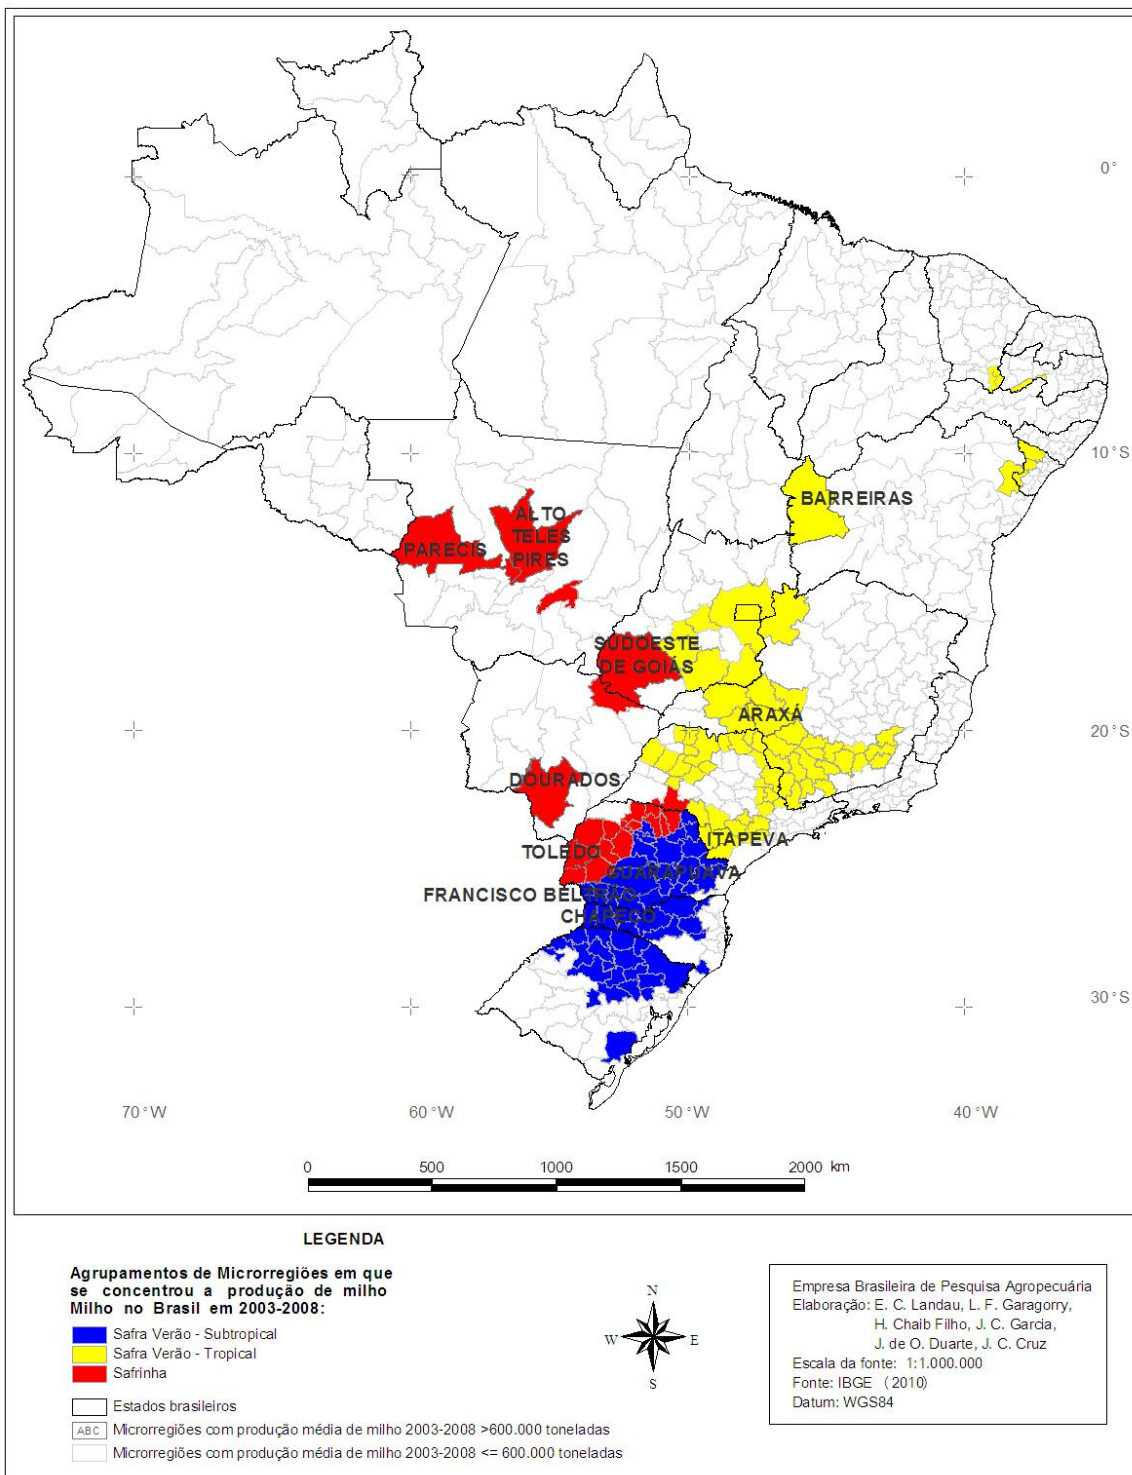 0°
10°S
BARREIRAS
ALTO
TELES
PIRES
PARECIS
SUDOESTE
DE GOIÁS
ARAXÁ
20°S
DOURADOS
ITAPEVA
TOLEDO
GUARAPUAVA
FRANCISCO BELTRÃO
CHAPECÓ
30°S
70°W 60°W 50°W 40°W
0 500 1000 1500 2000 km
LEGENDA
Agrupamentos de Microrregiões em que
se concentrou a produção de milho
Milho no Brasil em 2003-2008:
Safra Verão - Subtropical
Safra Verão - Tropical
Safrinha
Estados brasileiros
ABC Microrregiões com produção média de milho 2003-2008 >600.000 toneladas
Microrregiões com produção média de milho 2003-2008 <= 600.000 toneladas
N
W E
S
Empresa Brasileira de Pesquisa Agropecuária
Elaboração: E. C. Landau, L. F. Garagorry,
H. Chaib Filho, J. C. Garcia,
J. de O. Duarte, J. C. Cruz
Escala da fonte: 1:1.000.000
Fonte: IBGE (2010)
Datum: WGS84